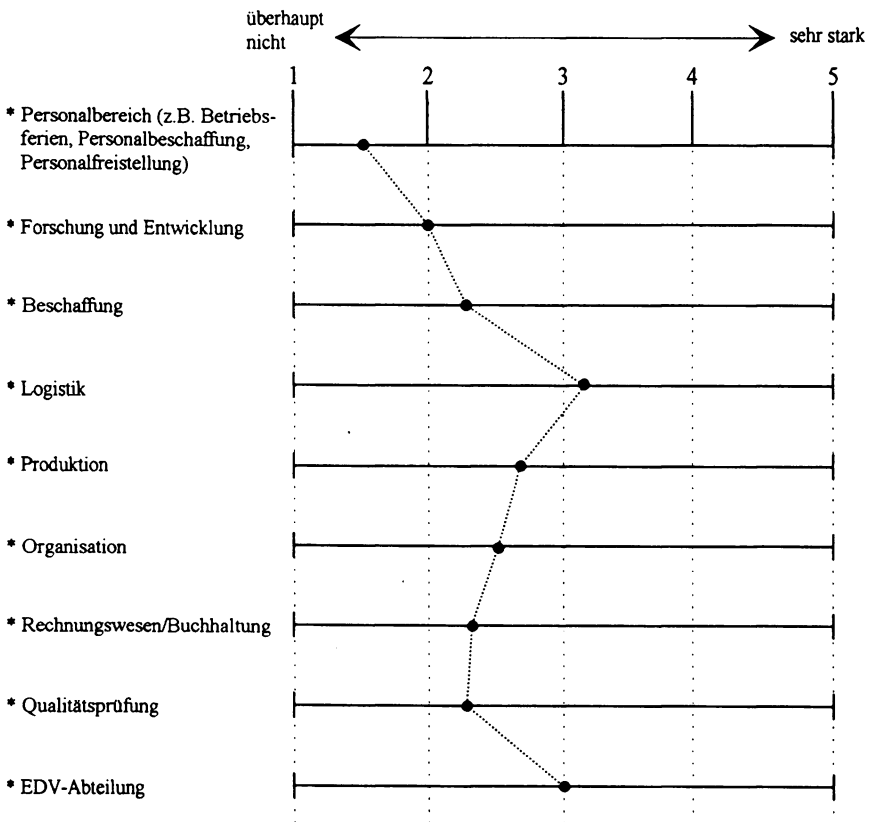 überhaupt
nicht
sehr stark
1 2 3 4 5
* Personalbereich (z.B. Betriebs-
ferien, Personalbeschaffung,
Personalfreistellung)
* Forschung und Entwicklung
* Beschaffung
* Logistik
* Produktion
* Organisation
* Rechnungswesen/Buchhaltung
* Qualitätsprüfung
* EDV-Abteilung